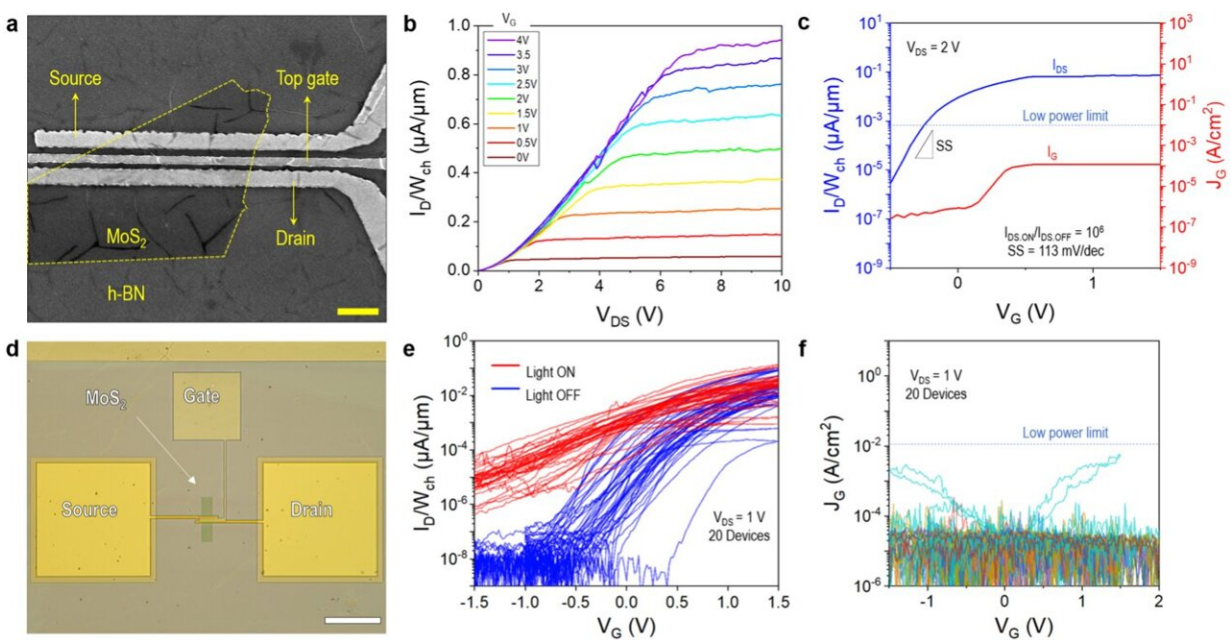 a
Source
Top gate
MoS2
Drain
h-BN
b
VG
4V
3.5
3V
2.5V
2V
1.5V
1V
0.5V
0V
1.0
0.8
0.6
0.4
0.2
0.0
0 2 4 6 8 10
ID/Wch (μA/μm)
VDS (V)
c
VDS = 2 V
IDS
Low power limit
SS
IG
IDS.ON/IDS.OFF = 10^6
SS = 113 mV/dec
10^1
10^-1
10^-3
10^-5
10^-7
10^-9
ID/Wch (μA/μm)
10^3
10^1
10^-1
10^-3
10^-5
10^-7
10^-9
JG (A/cm^2)
0 1
VG (V)
d
Gate
MoS2
Source
Drain
e
Light ON
Light OFF
VDS = 1 V
20 Devices
10^0
10^-2
10^-4
10^-6
10^-8
ID/Wch (μA/μm)
-1.5 -1.0 -0.5 0.0 0.5 1.0 1.5
VG (V)
f
VDS = 1 V
20 Devices
Low power limit
10^0
10^-2
10^-4
10^-6
JG (A/cm^2)
-1 0 1 2
VG (V)